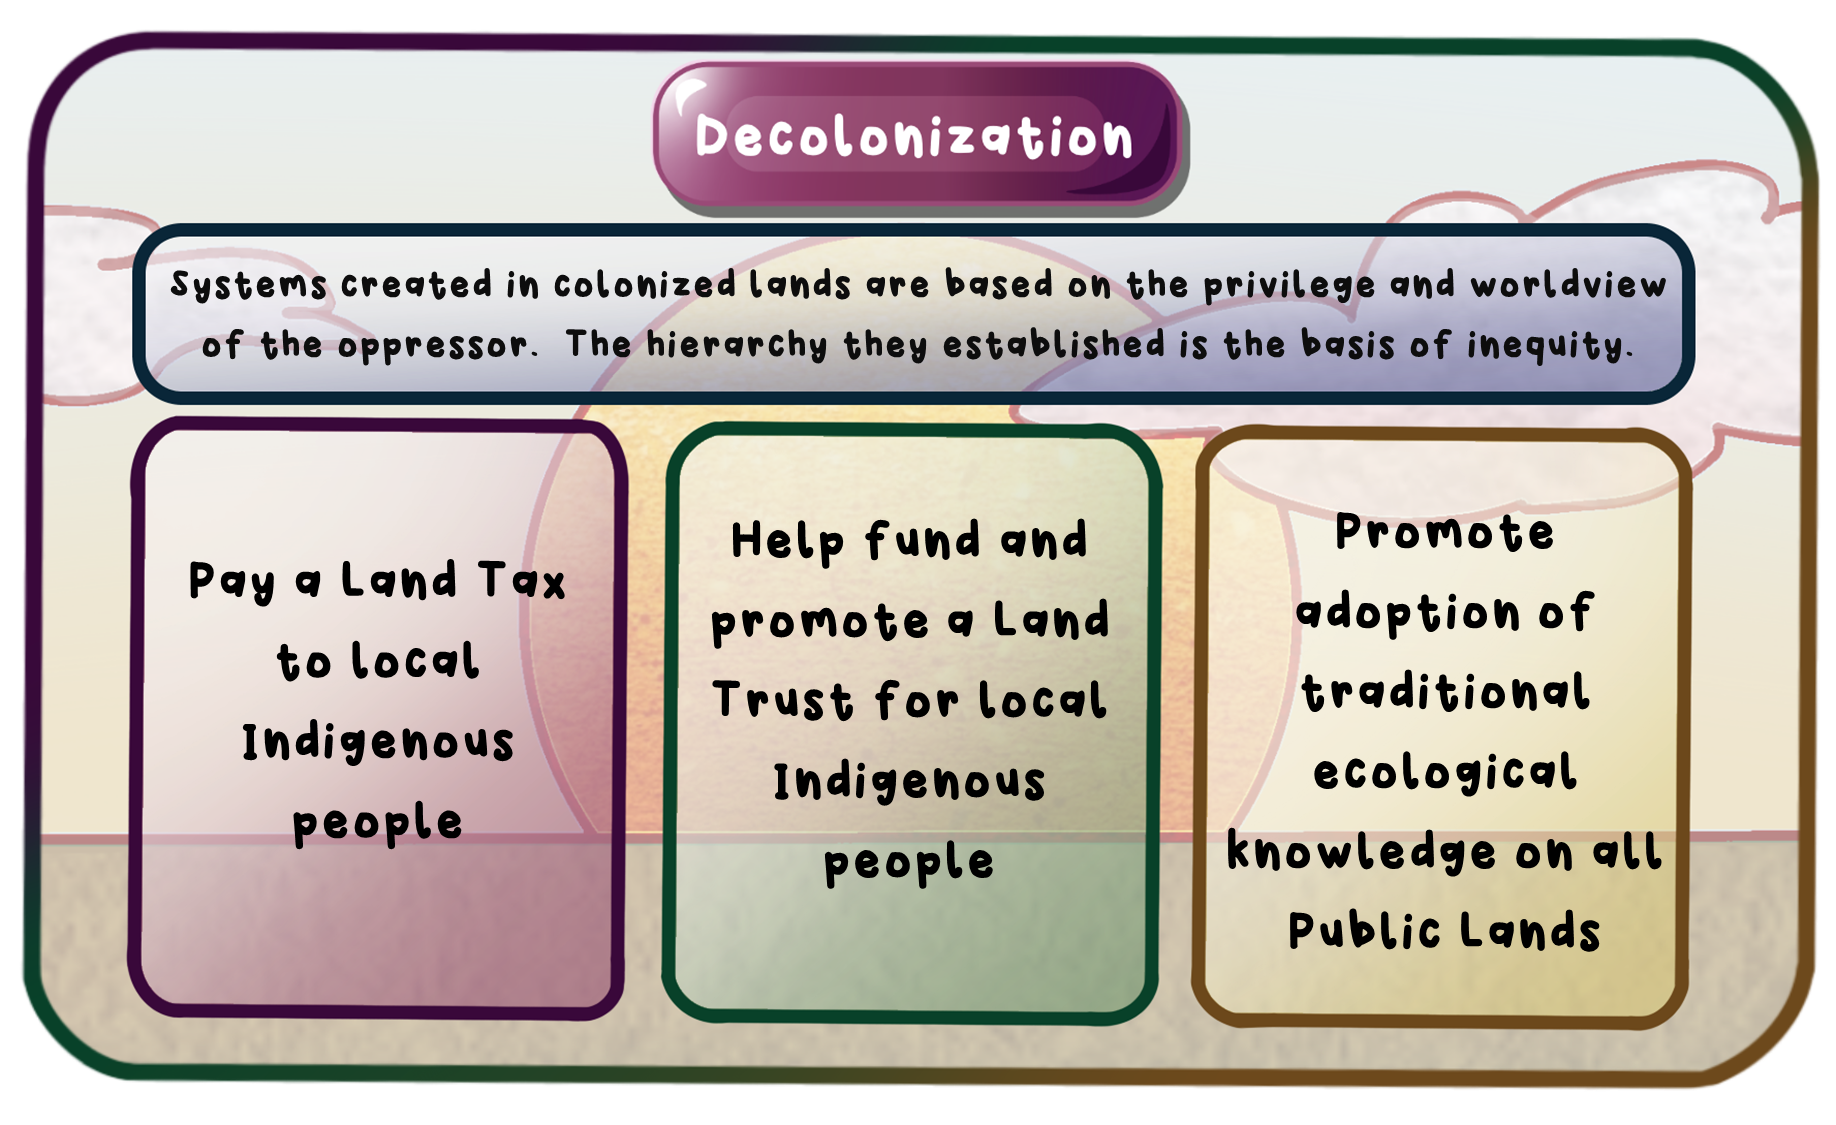 Decolonization
Systems created in colonized lands are based on the privilege and worldview
of the oppressor. The hierarchy they established is the basis of inequity.
Pay a Land Tax
to local
Indigenous
people
Help fund and
promote a Land
Trust for local
Indigenous
people
Promote
adoption of
traditional
ecological
knowledge on all
Public Lands